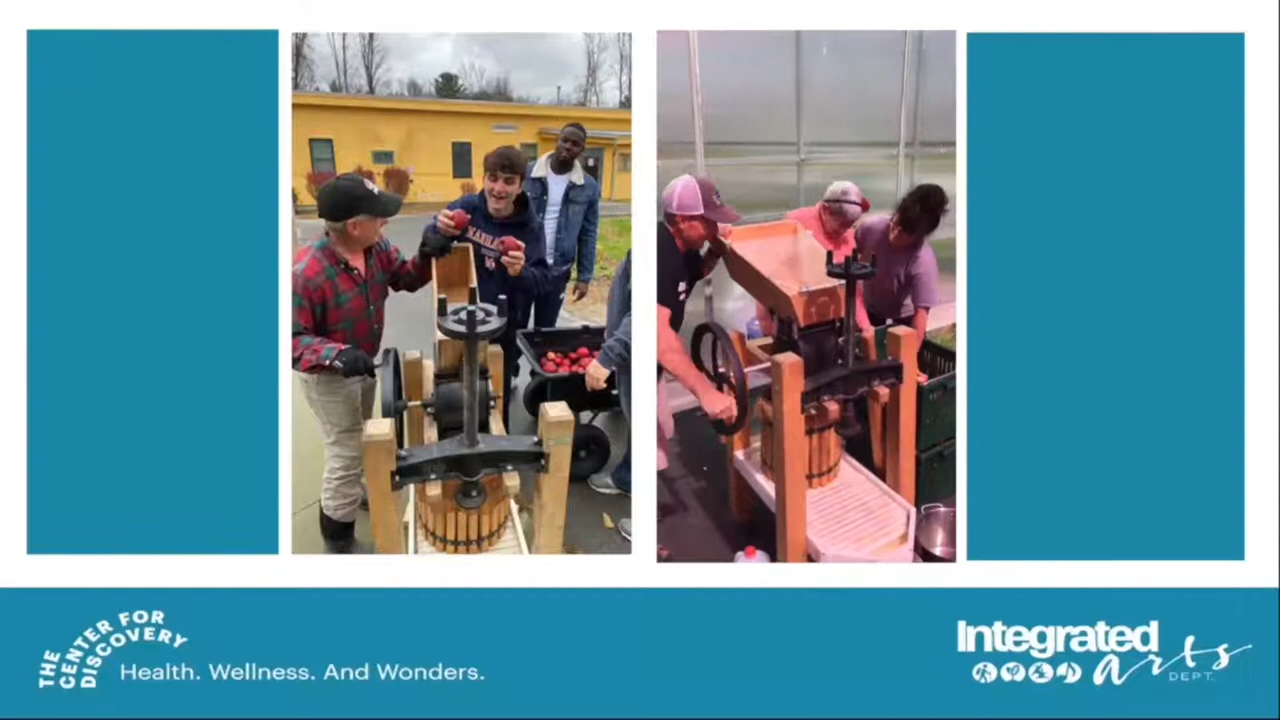 THE
CENTER FOR
DISCOVERY
Health. Wellness. And Wonders.
Integrated
arts
DEPT.